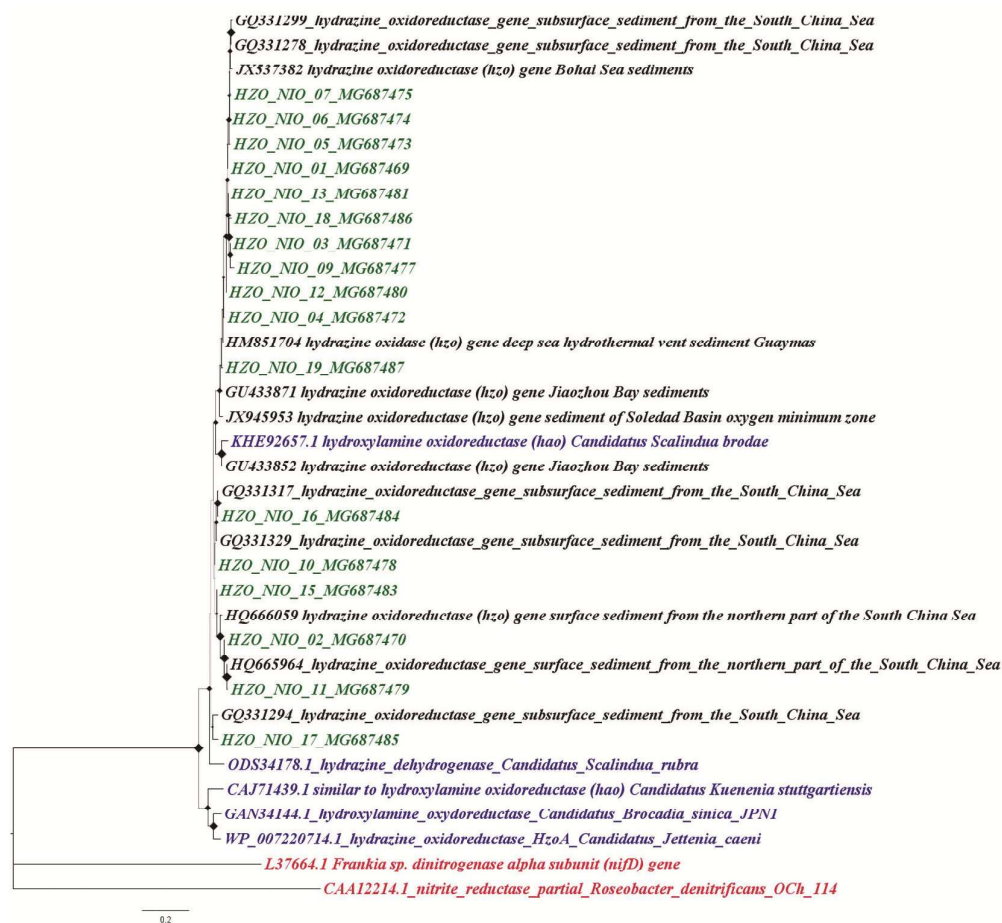 GQ331299_hydrazine_oxidoreductase_gene_subsurface_sediment_from_the_South_China_Sea
GQ331278_hydrazine_oxidoreductase_gene_subsurface_sediment_from_the_South_China_Sea
JX537382 hydrazine oxidoreductase (hzo) gene Bohai Sea sediments
HZO_NIO_07_MG687475
HZO_NIO_06_MG687474
HZO_NIO_05_MG687473
HZO_NIO_01_MG687469
HZO_NIO_13_MG687481
HZO_NIO_18_MG687486
HZO_NIO_03_MG687471
HZO_NIO_09_MG687477
HZO_NIO_12_MG687480
HZO_NIO_04_MG687472
HM851704 hydrazine oxidase (hzo) gene deep sea hydrothermal vent sediment Guaymas
HZO_NIO_19_MG687487
GU433871 hydrazine oxidoreductase (hzo) gene Jiaozhou Bay sediments
JX945953 hydrazine oxidoreductase (hzo) gene sediment of Soledad Basin oxygen minimum zone
KHE92657.1 hydroxylamine oxidoreductase (hao) Candidatus Scalindua brodae
GU433852 hydrazine oxidoreductase (hzo) gene Jiaozhou Bay sediments
GQ331317_hydrazine_oxidoreductase_gene_subsurface_sediment_from_the_South_China_Sea
HZO_NIO_16_MG687484
GQ331329_hydrazine_oxidoreductase_gene_subsurface_sediment_from_the_South_China_Sea
HZO_NIO_10_MG687478
HZO_NIO_15_MG687483
HQ666059 hydrazine oxidoreductase (hzo) gene surface sediment from the northern part of the South China Sea
HZO_NIO_02_MG687470
HQ665964_hydrazine_oxidoreductase_gene_surface_sediment_from_the_northern_part_of_the_South_China_Sea
HZO_NIO_11_MG687479
GQ331294_hydrazine_oxidoreductase_gene_subsurface_sediment_from_the_South_China_Sea
HZO_NIO_17_MG687485
ODS34178.1_hydrazine_dehydrogenase_Candidatus_Scalindua_rubra
CAJ71439.1 similar to hydroxylamine oxidoreductase (hao) Candidatus Kuenenia stuttgartiensis
GAN34144.1_hydroxylamine_oxydoreductase_Candidatus_Brocadia_sinica_JPN1
WP_007220714.1_hydrazine_oxidoreductase_HzoA_Candidatus_Jettenia_caeni
L37664.1 Frankia sp. dinitrogenase alpha subunit (nifD) gene
CAA12214.1_nitrite_reductase_partial_Roseobacter_denitrificans_OCh_114
0.2